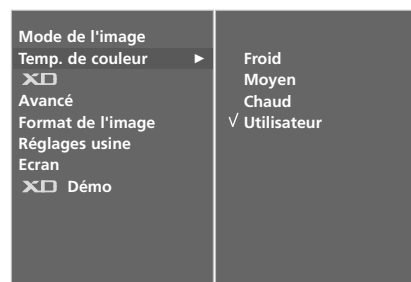 Mode de l'image
Temp. de couleur ►
XD
Avancé
Format de l'image
Réglages usine
Ecran
XD Démo
Froid
Moyen
Chaud
√ Utilisateur